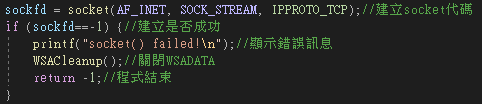 sockfd = socket(AF_INET, SOCK_STREAM, IPPROTO_TCP);//建立socket代碼
if (sockfd==-1) {//建立是否成功
printf("socket() failed!\n");//顯示錯誤訊息
WSACleanup();//關閉WSADATA
return -1;//程式結束
}